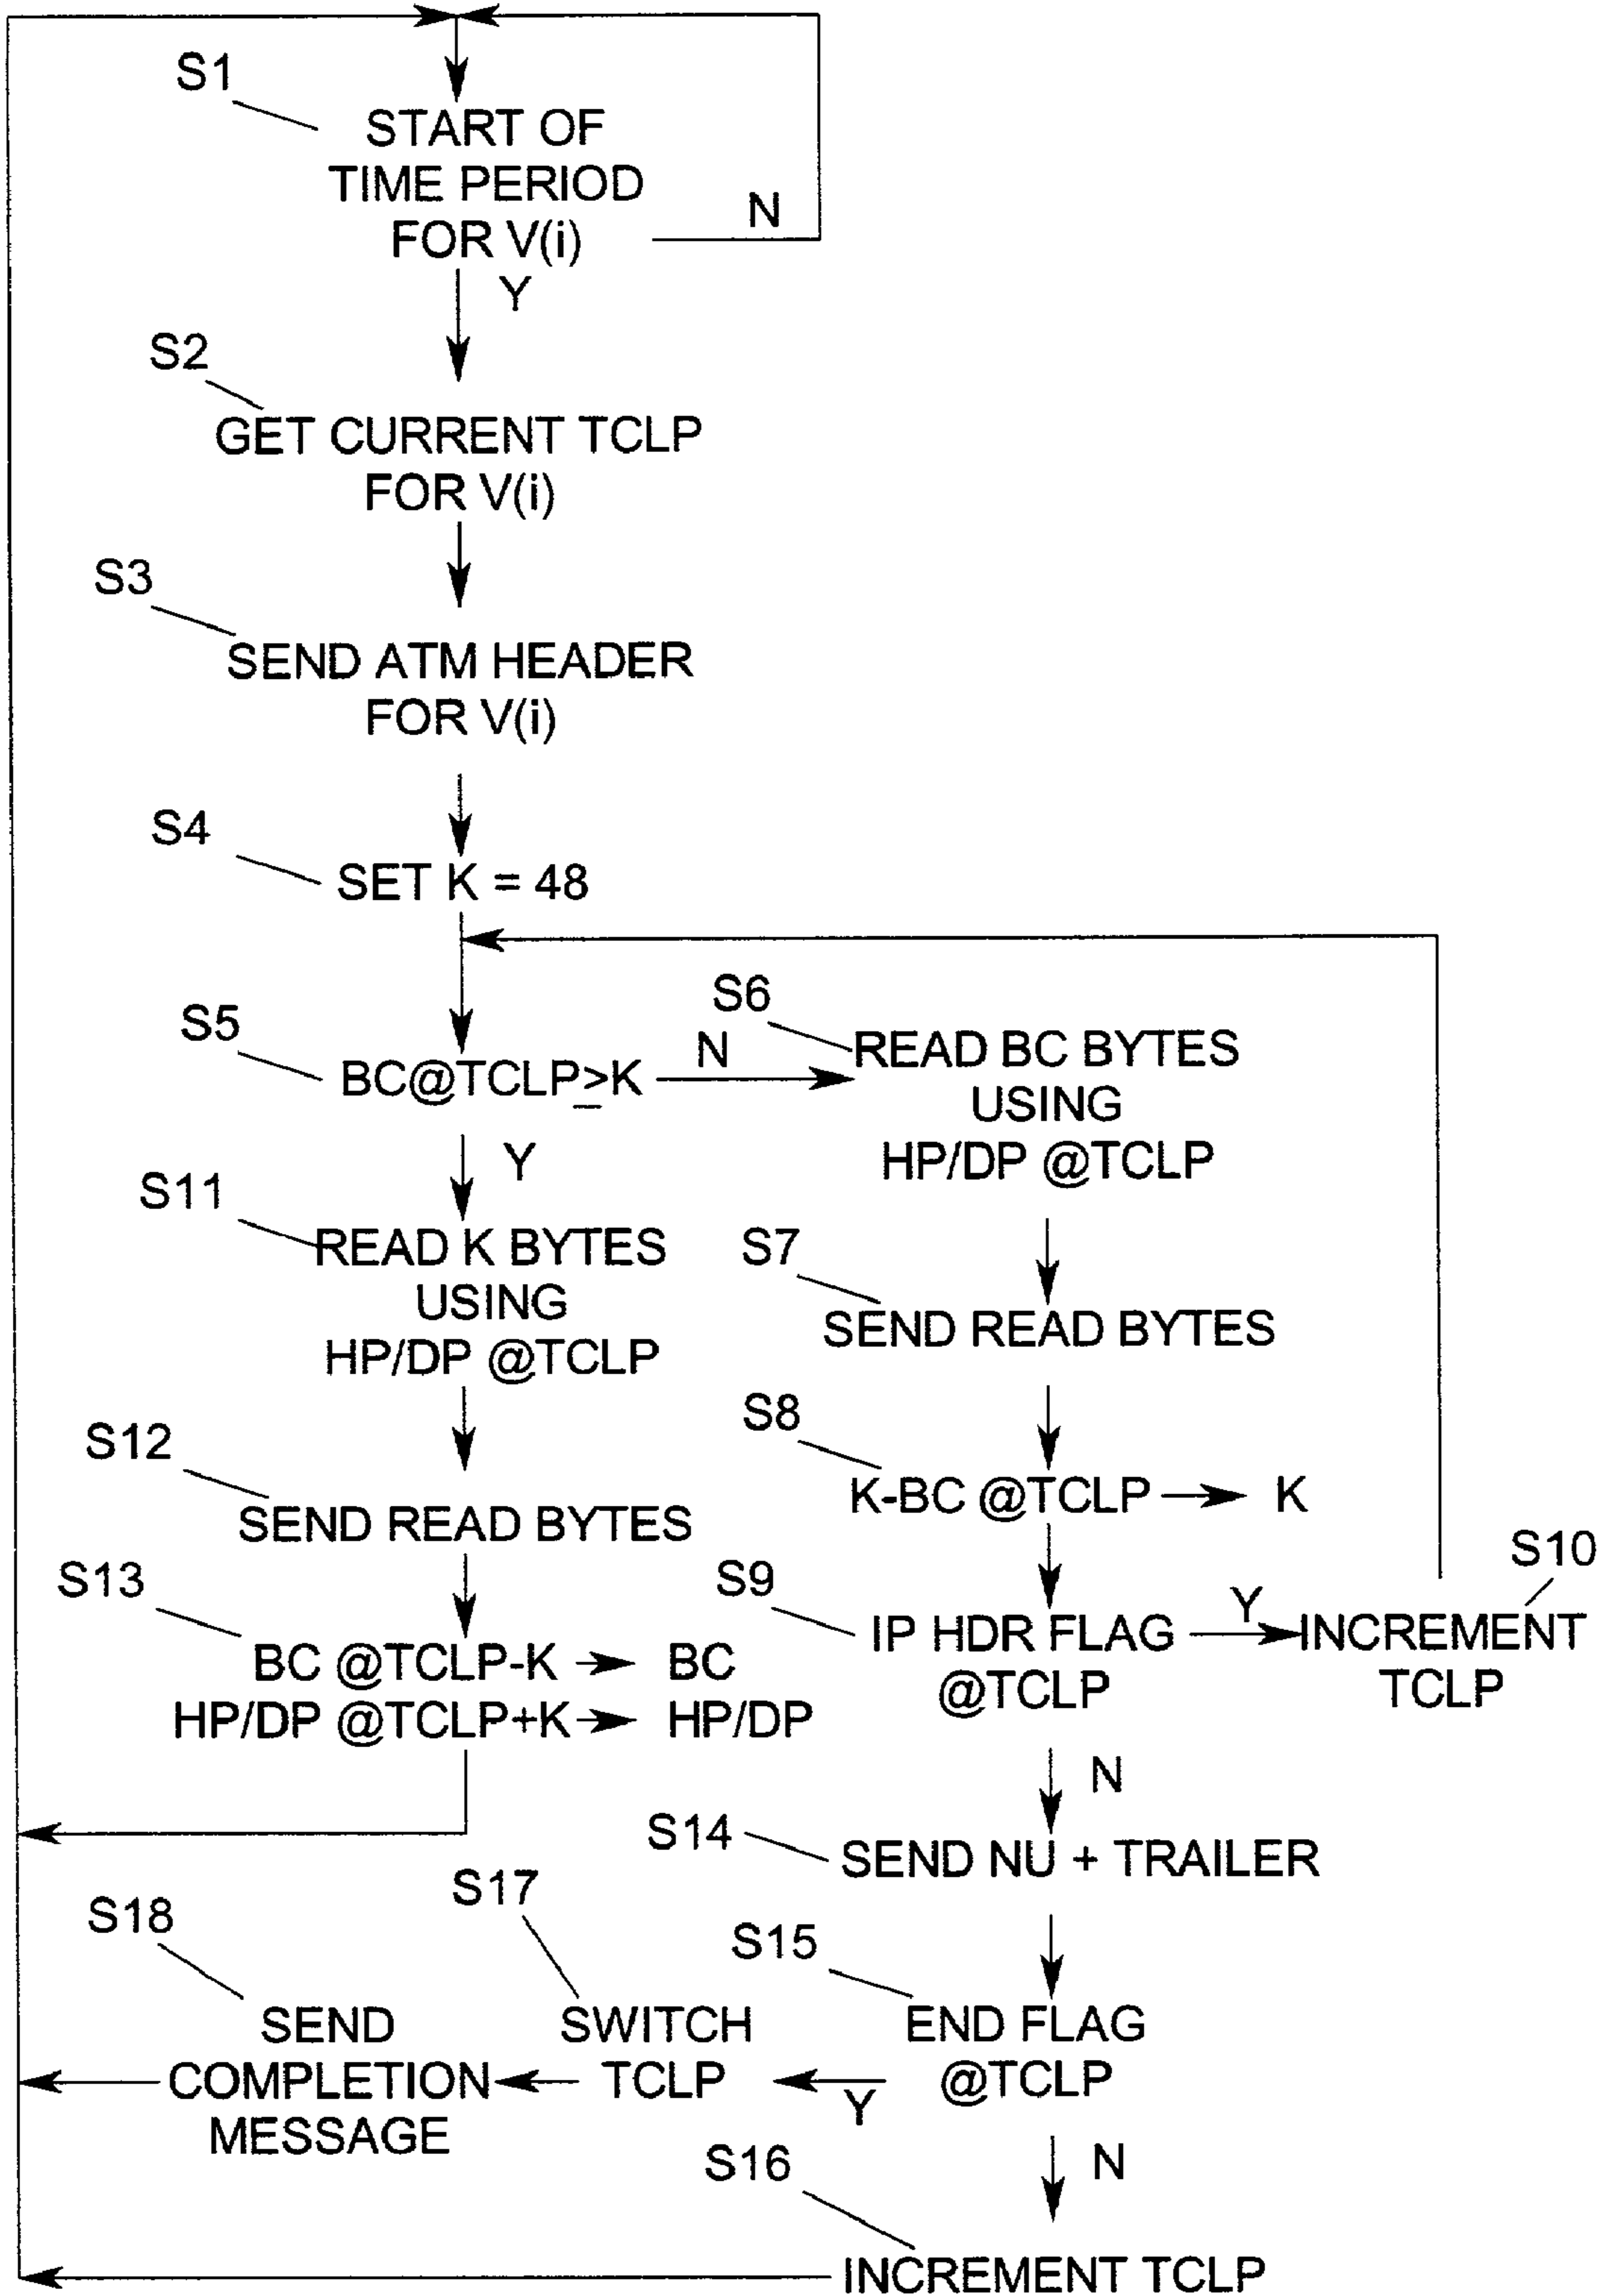 S1
START OF
TIME PERIOD
FOR V(i)
N
Y
S2
GET CURRENT TCLP
FOR V(i)
S3
SEND ATM HEADER
FOR V(i)
S4
SET K = 48
S5
BC@TCLP≥K
N
Y
S6
READ BC BYTES
USING
HP/DP @TCLP
S7
SEND READ BYTES
S8
K-BC @TCLP → K
S9
IP HDR FLAG
@TCLP
Y
S10
INCREMENT
TCLP
N
S11
READ K BYTES
USING
HP/DP @TCLP
S12
SEND READ BYTES
S13
BC @TCLP-K → BC
HP/DP @TCLP+K → HP/DP
S14
SEND NU + TRAILER
S15
END FLAG
@TCLP
Y
N
S16
INCREMENT TCLP
S17
SWITCH
TCLP
S18
SEND
COMPLETION
MESSAGE